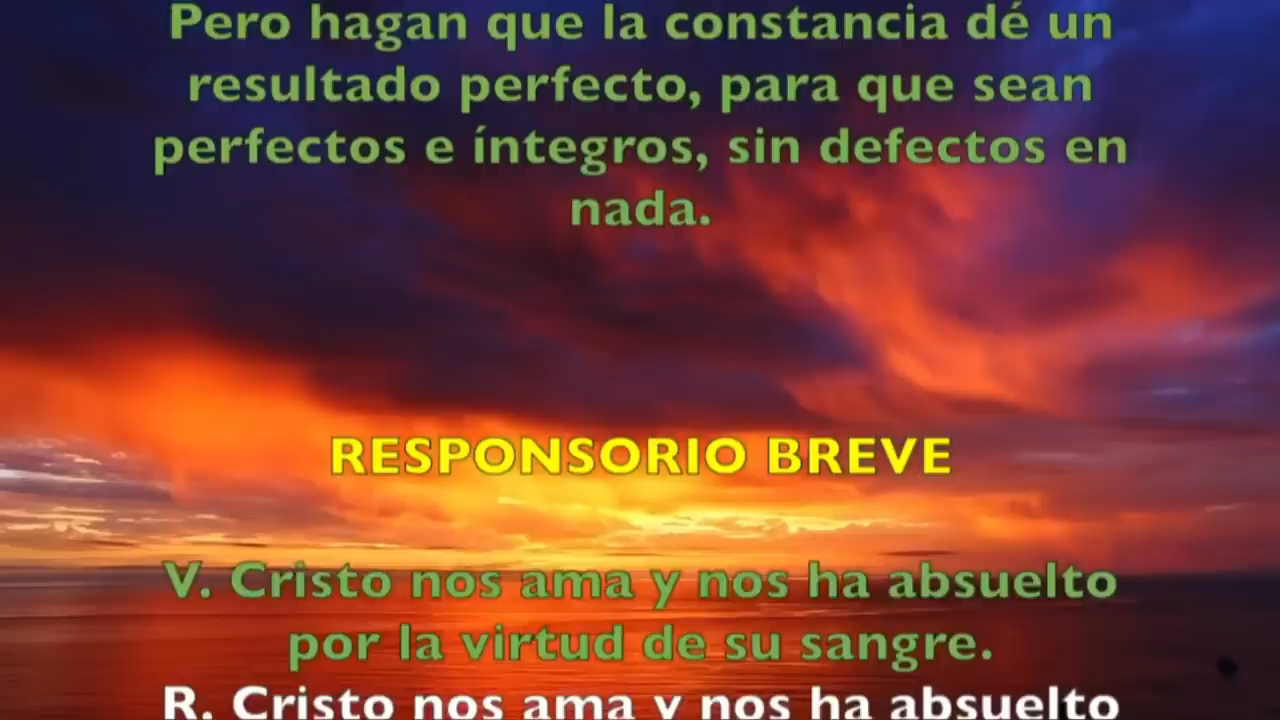 Pero hagan que la constancia dé un
resultado perfecto, para que sean
perfectos e íntegros, sin defectos en
nada.
RESPONSORIO BREVE
V. Cristo nos ama y nos ha absuelto
por la virtud de su sangre.
R. Cristo nos ama y nos ha absuelto